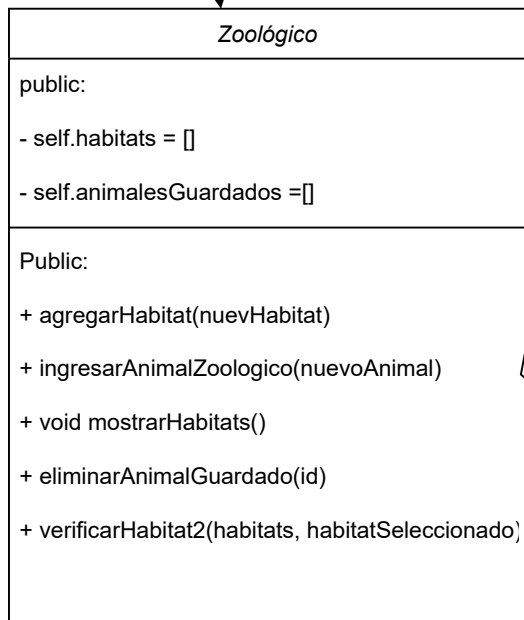 Zoológico
public:
- self.habitats = []
- self.animalesGuardados =[]
Public:
+ agregarHabitat(nuevHabitat)
+ ingresarAnimalZoologico(nuevoAnimal)
+ void mostrarHabitats()
+ eliminarAnimalGuardado(id)
+ verificarHabitat2(habitats, habitatSeleccionado)